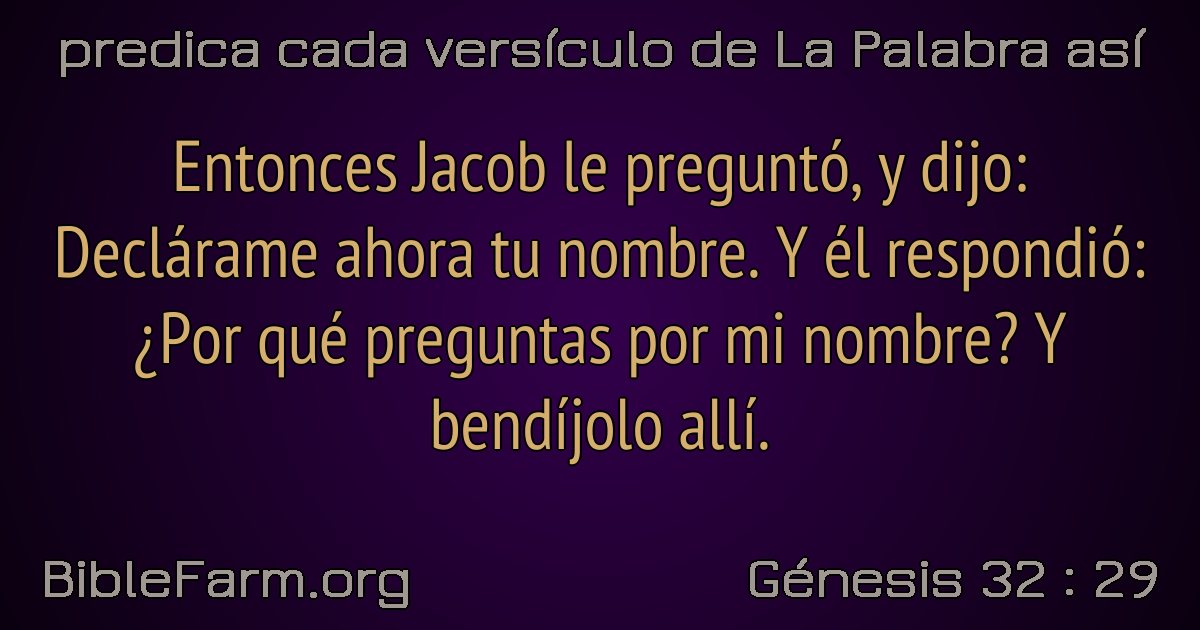 predica cada versículo de La Palabra así
Entonces Jacob le preguntó, y dijo:
Declárame ahora tu nombre. Y él respondió:
¿Por qué preguntas por mi nombre? Y
bendíjolo allí.
BibleFarm.org
Génesis 32 : 29